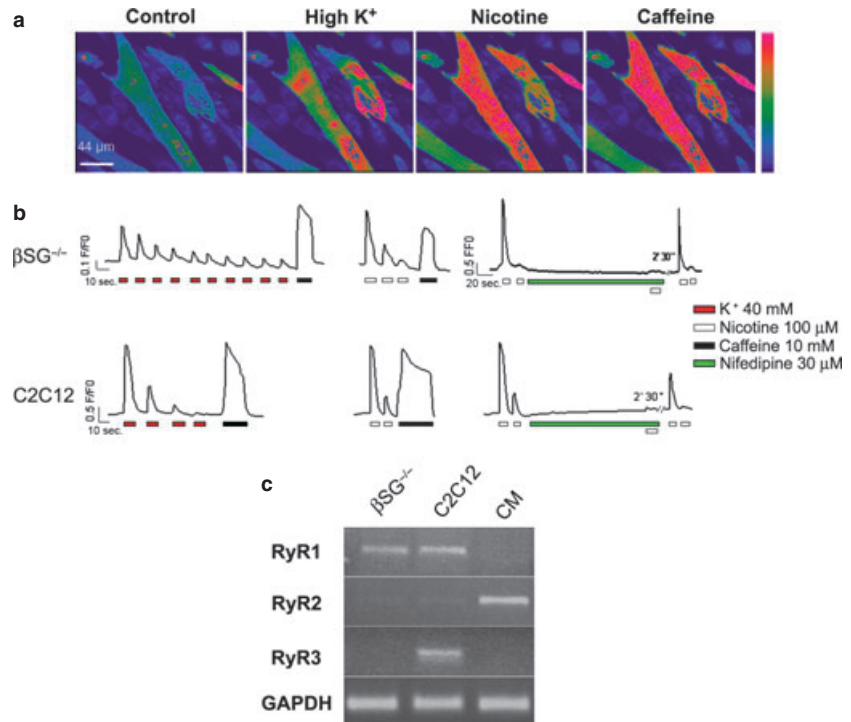 a
Control High K⁺ Nicotine Caffeine
44 µm
b
βSG⁻/⁻
0.1 F/F0
10 sec.
0.5 FF0
20 sec.
2' 30"
K⁺ 40 mM
Nicotine 100 µM
Caffeine 10 mM
Nifedipine 30 µM
C2C12
0.5 F/F0
10 sec.
2' 30"
c
βSG⁻/⁻ C2C12 CM
RyR1
RyR2
RyR3
GAPDH